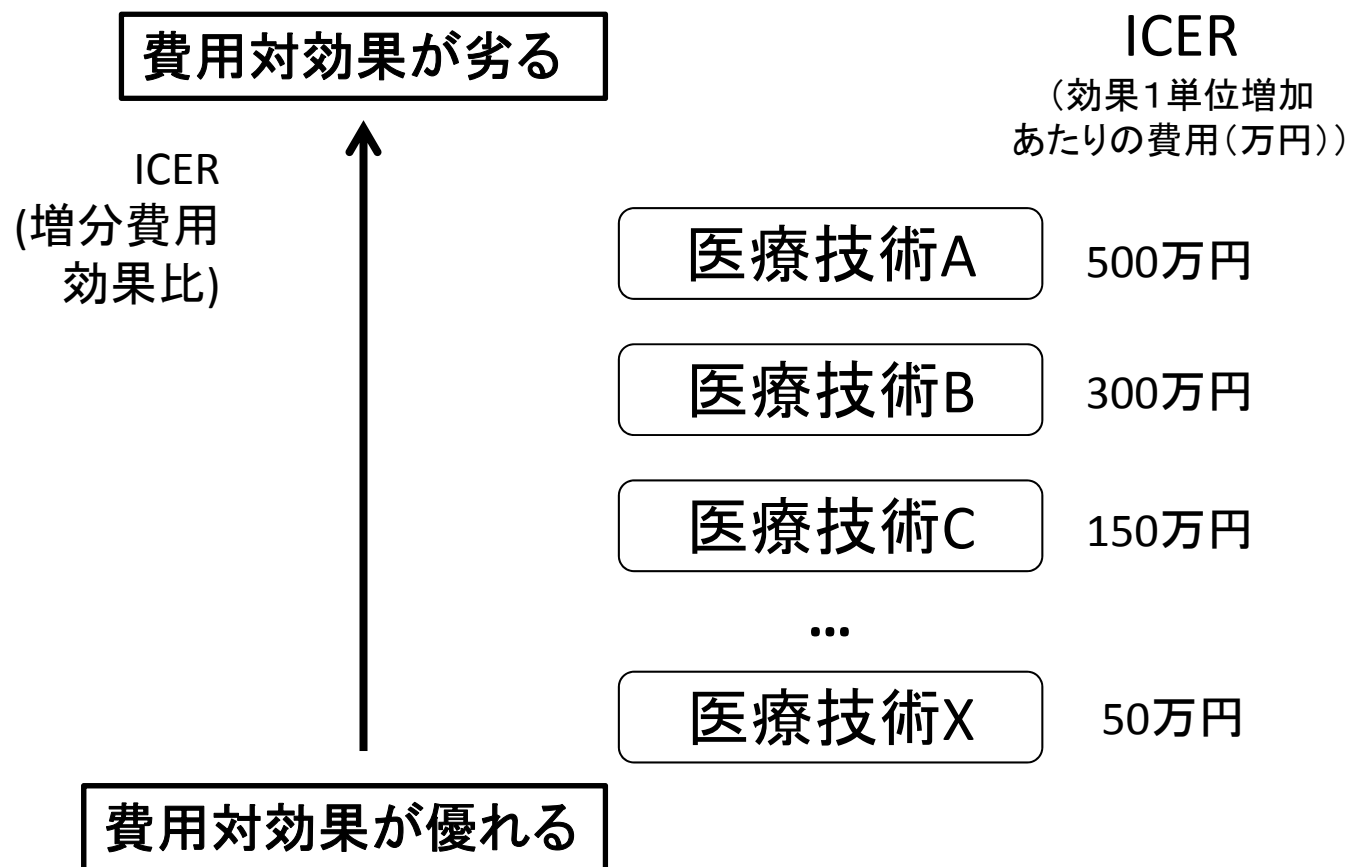 費用対効果が劣る
ICER
(増分費用
効果比)
ICER
（効果１単位増加
あたりの費用（万円））
医療技術A
500万円
医療技術B
300万円
医療技術C
150万円
…
医療技術X
50万円
費用対効果が優れる